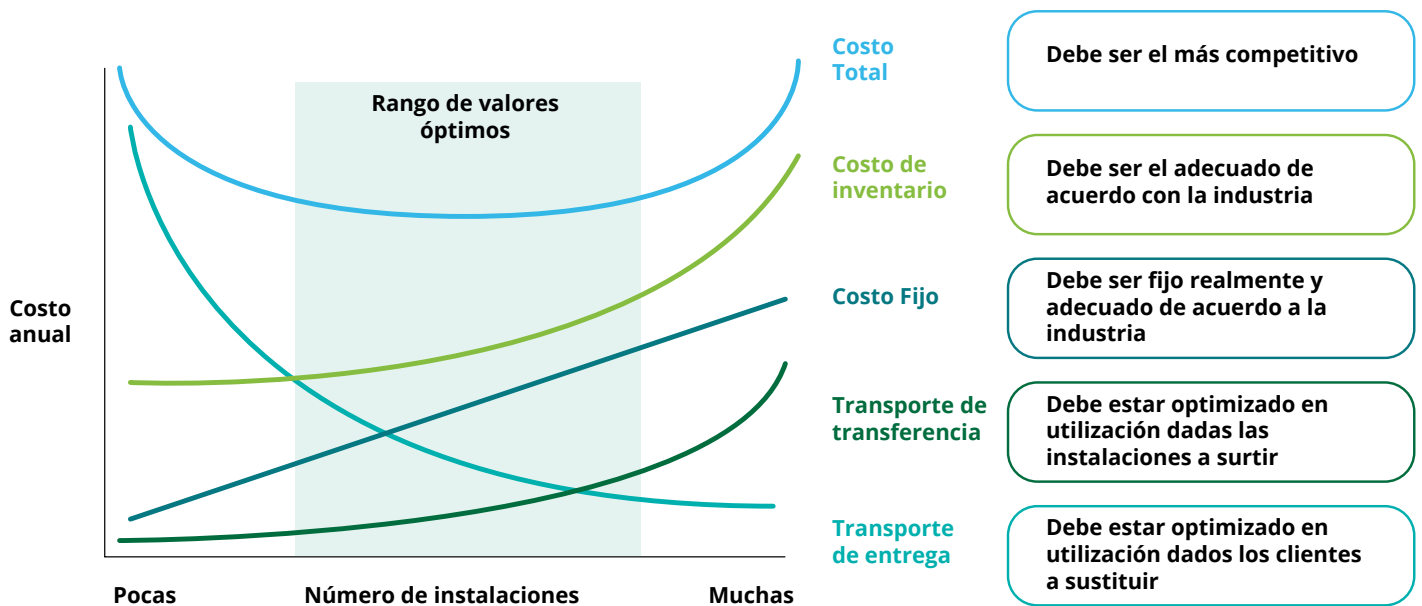 Costo
Total
Debe ser el más competitivo
Rango de valores
óptimos
Costo de
inventario
Debe ser el adecuado de
acuerdo con la industria
Costo
anual
Costo Fijo
Debe ser fijo realmente y
adecuado de acuerdo a la
industria
Transporte de
transferencia
Debe estar optimizado en
utilización dadas las
instalaciones a surtir
Transporte
de entrega
Debe estar optimizado en
utilización dados los clientes
a sustituir
Pocas
Número de instalaciones
Muchas